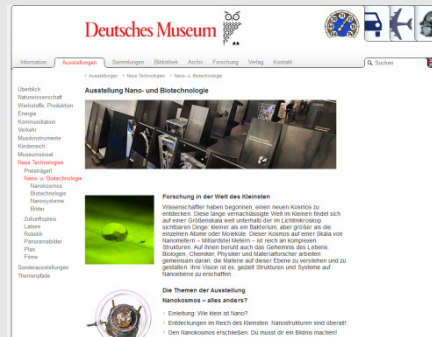 Deutsches Museum
Information Ausstellungen Sammlungen Bibliothek Archiv Forschung Verlag Kontakt Suchen
Ausstellungen Neue Technologien Nano- u. Biotechnologie
Überblick
Naturwissenschaft
Werkstoffe, Produktion
Energie
Kommunikation
Verkehr
Musikinstrumente
Kinderreich
Museumsinsel
Neue Technologien
Preisträger!
Nano- u. Biotechnologie
Nanokosmos
Biotechnologie
Nanosysteme
Bilder
Zukunftspreis
Labore
Robotik
Panoramabilder
Plan
Filme
Sonderausstellungen
Themenpfade
Ausstellung Nano- und Biotechnologie
Forschung in der Welt des Kleinsten
Wissenschaftler haben begonnen, einen neuen Kosmos zu
entdecken. Diese lange vernachlässigte Welt im Kleinen findet sich
auf einer Größenskala weit unterhalb der im Lichtmikroskop
sichtbaren Dinge: kleiner als ein Bakterium, aber größer als die
einzelnen Atome oder Moleküle. Dieser Kosmos auf einer Skala von
Nanometern – Milliardstel Metern – ist reich an komplexen
Strukturen. Auf ihnen beruht auch das Geheimnis des Lebens.
Biologen, Chemiker, Physiker und Materialforscher arbeiten
gemeinsam daran, die Materie auf dieser Ebene zu verstehen und zu
gestalten. Ihre Vision ist es, gezielt Strukturen und Systeme auf
Nanoebene zu erschaffen.
Die Themen der Ausstellung
Nanokosmos – alles anders?
Einleitung: Wie klein ist Nano?
Entdeckungen im Reich des Kleinsten: Nanostrukturen sind überall!
Den Nanokosmos erschließen: Du musst dir ein Bildnis machen!